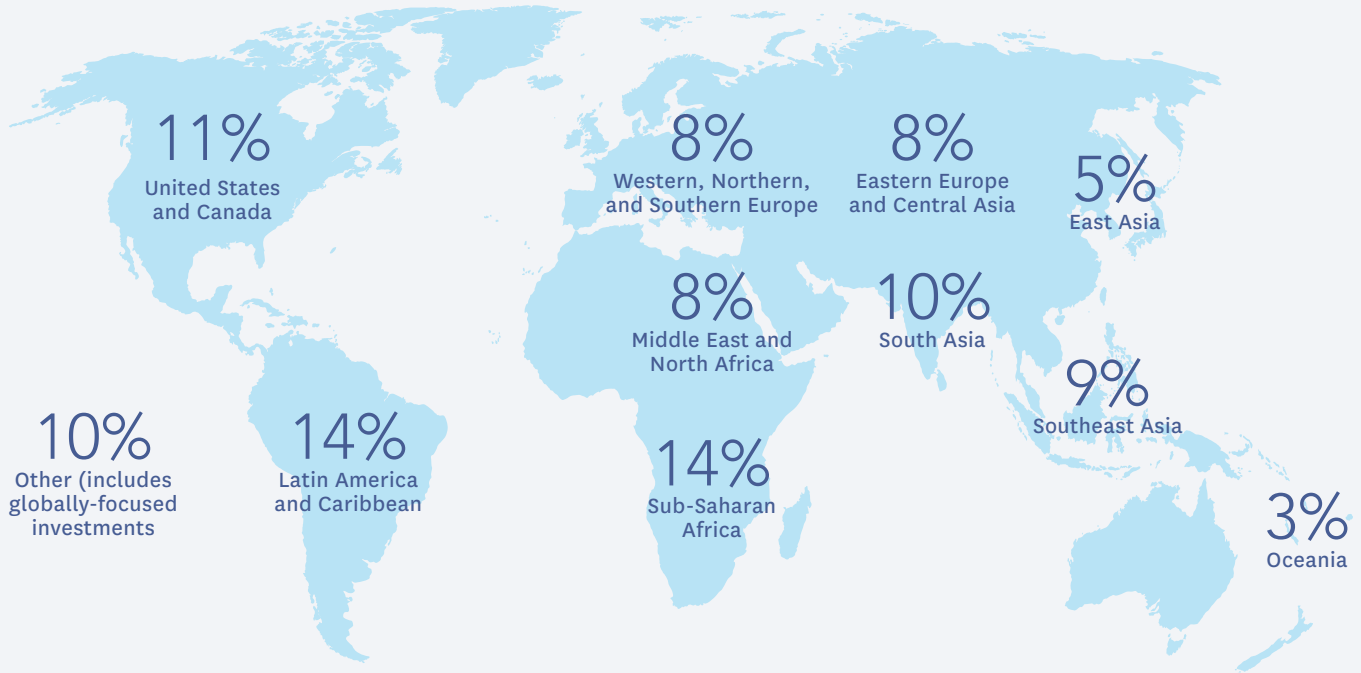 11%
United States
and Canada
8%
Western, Northern,
and Southern Europe
8%
Eastern Europe
and Central Asia
5%
East Asia
8%
Middle East and
North Africa
10%
South Asia
9%
Southeast Asia
10%
Other (includes
globally-focused
investments
14%
Latin America
and Caribbean
14%
Sub-Saharan
Africa
3%
Oceania